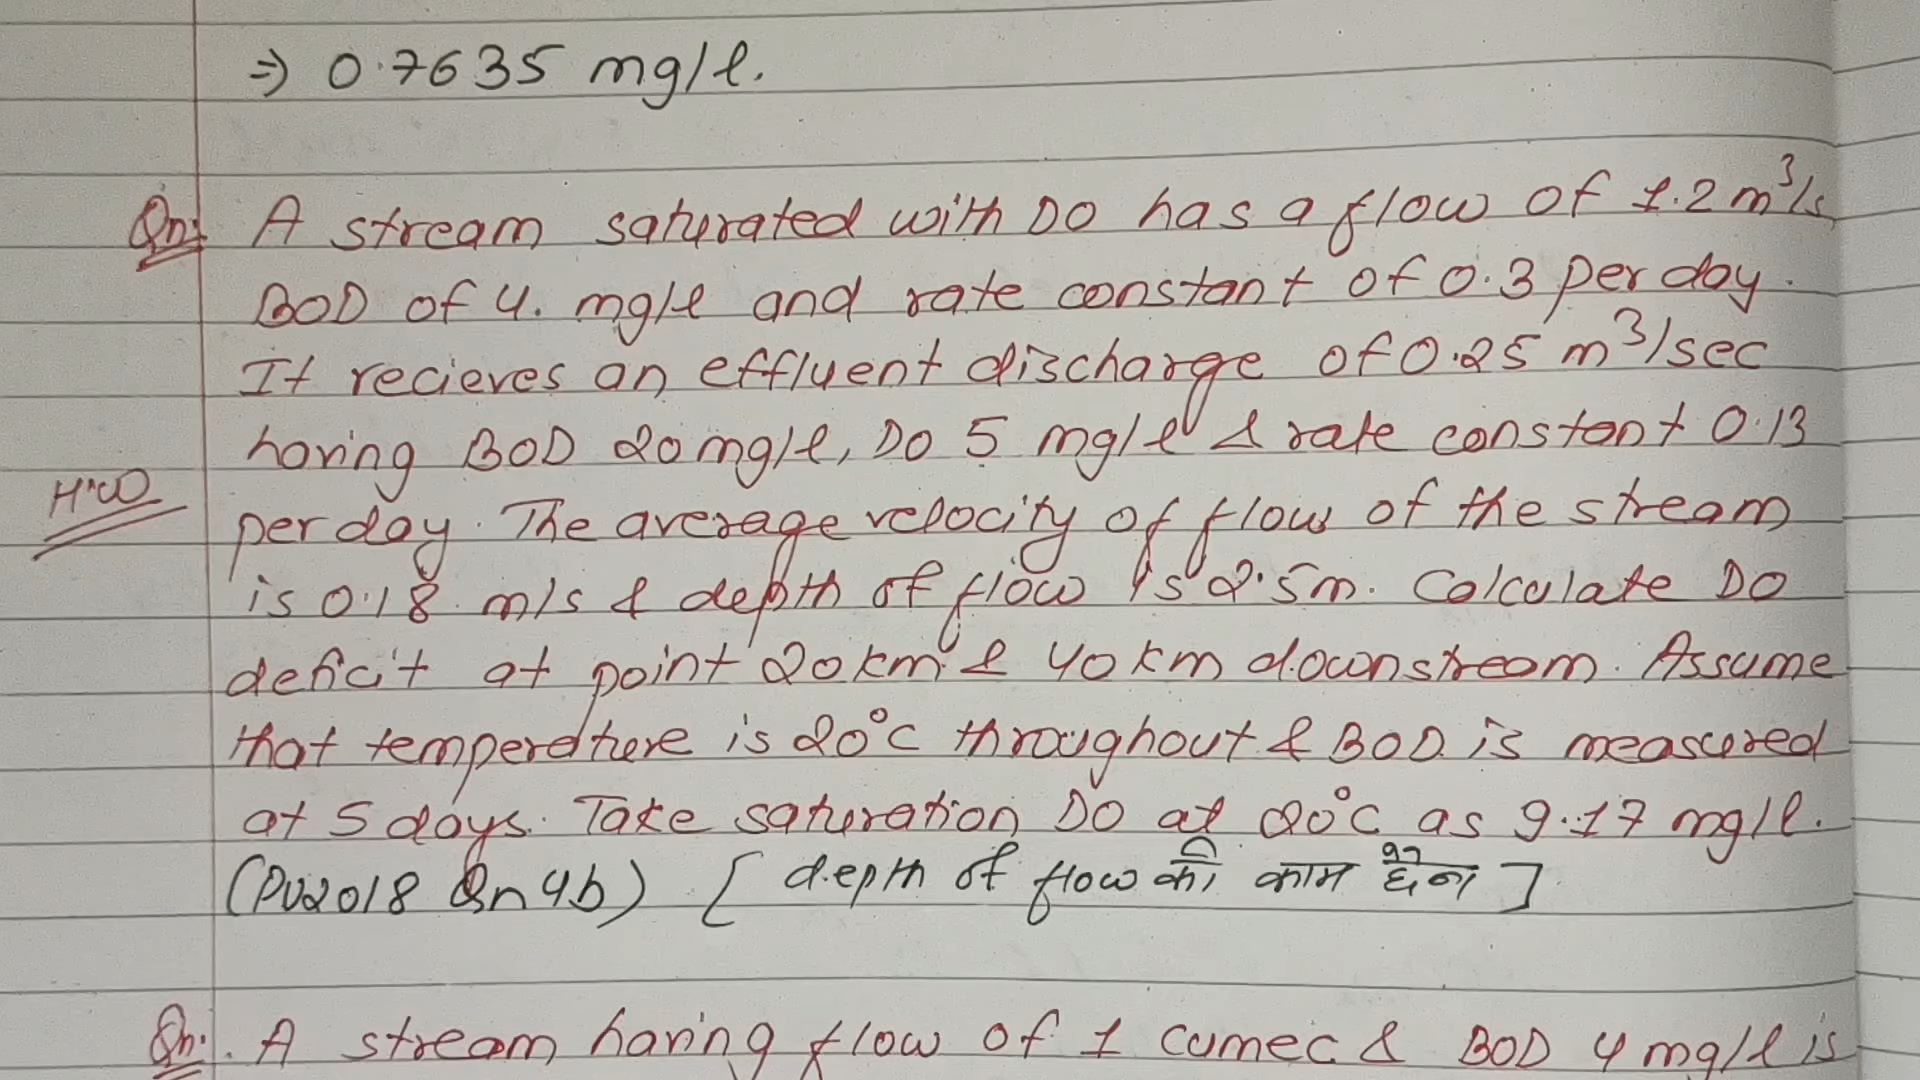 ⇒ 0.7635 mg/l.
Qn: A stream saturated with DO has a flow of 1.2 m³/s,
BOD of 4. mg/l and rate constant of 0.3 per day.
It recieves an effluent discharge of 0.25 m³/sec
having BOD 20 mg/l, DO 5 mg/l & rate constant 0.13
H.W per day. The average velocity of flow of the stream
is 0.18 m/s & depth of flow is 2.5m. Calculate DO
deficit at point 20 km & 40 km downstream. Assume
that temperature is 20°C throughout & BOD is measured
at 5 days. Take saturation DO at 20°C as 9.17 mg/l.
(PU2018 Qn 4b) [depth of flow को काम छैन]
Qn: A stream having flow of 1 cumec & BOD 4 mg/l is